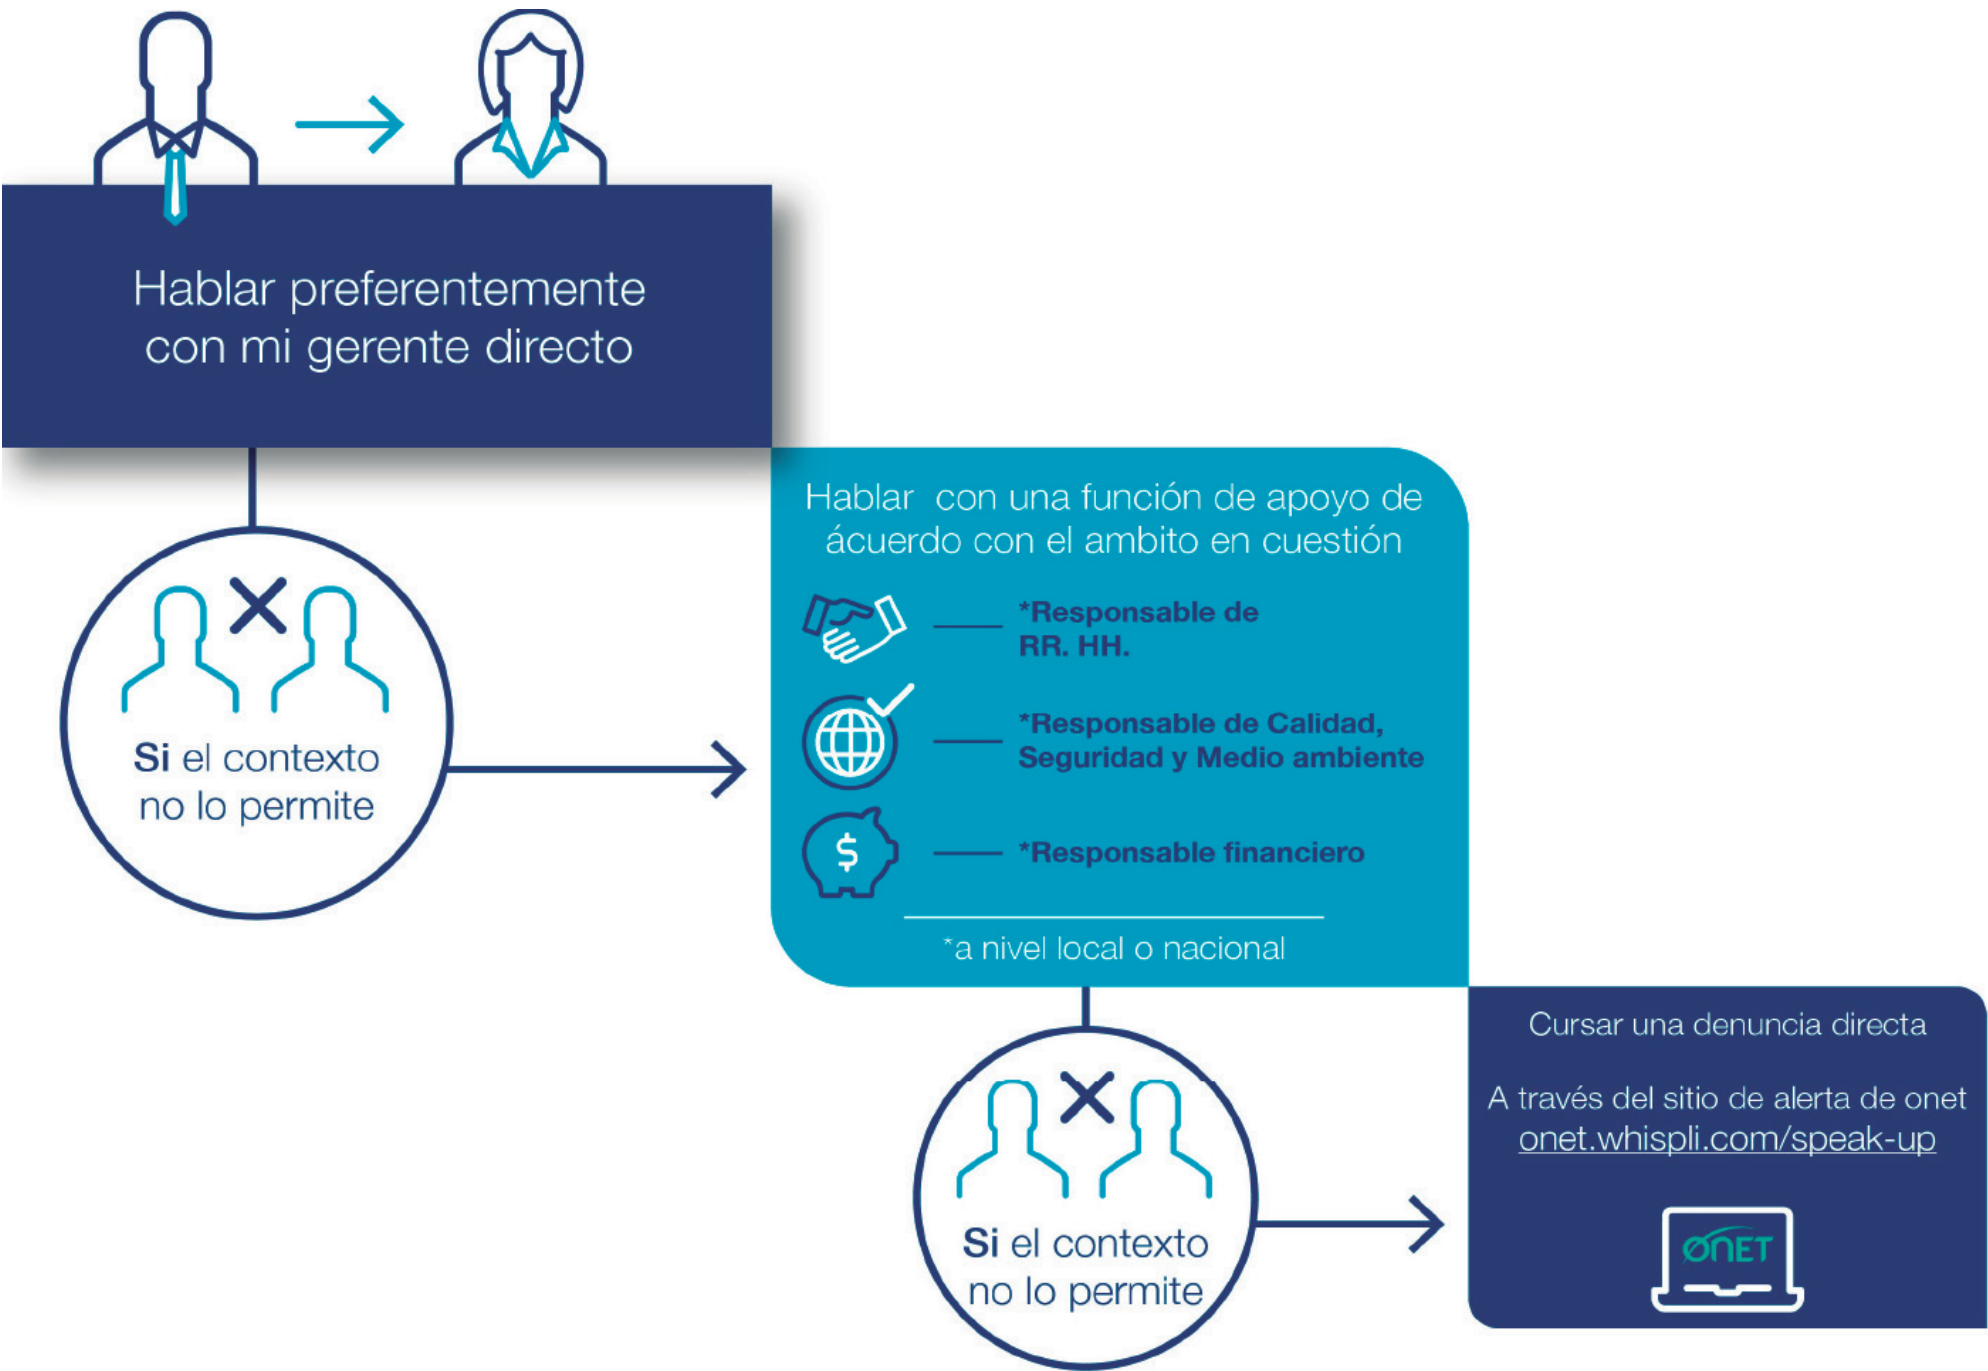 Hablar preferentemente
con mi gerente directo
Si el contexto
no lo permite
Hablar con una función de apoyo de
ácuerdo con el ambito en cuestión
*Responsable de
RR. HH.
*Responsable de Calidad,
Seguridad y Medio ambiente
$
*Responsable financiero
*a nivel local o nacional
Si el contexto
no lo permite
Cursar una denuncia directa
A través del sitio de alerta de onet
onet.whispli.com/speak-up
ONET